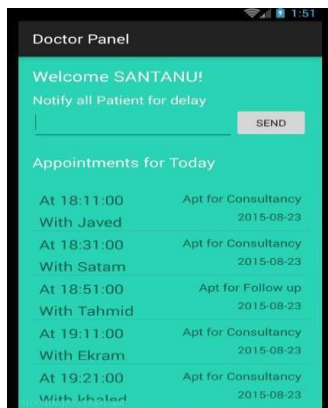 1:51
Doctor Panel
Welcome SANTANU!
Notify all Patient for delay
SEND
Appointments for Today
At 18:11:00 Apt for Consultancy
With Javed 2015-08-23
At 18:31:00 Apt for Consultancy
With Satam 2015-08-23
At 18:51:00 Apt for Follow up
With Tahmid 2015-08-23
At 19:11:00 Apt for Consultancy
With Ekram 2015-08-23
At 19:21:00 Apt for Consultancy
With khaled 2015-08-23